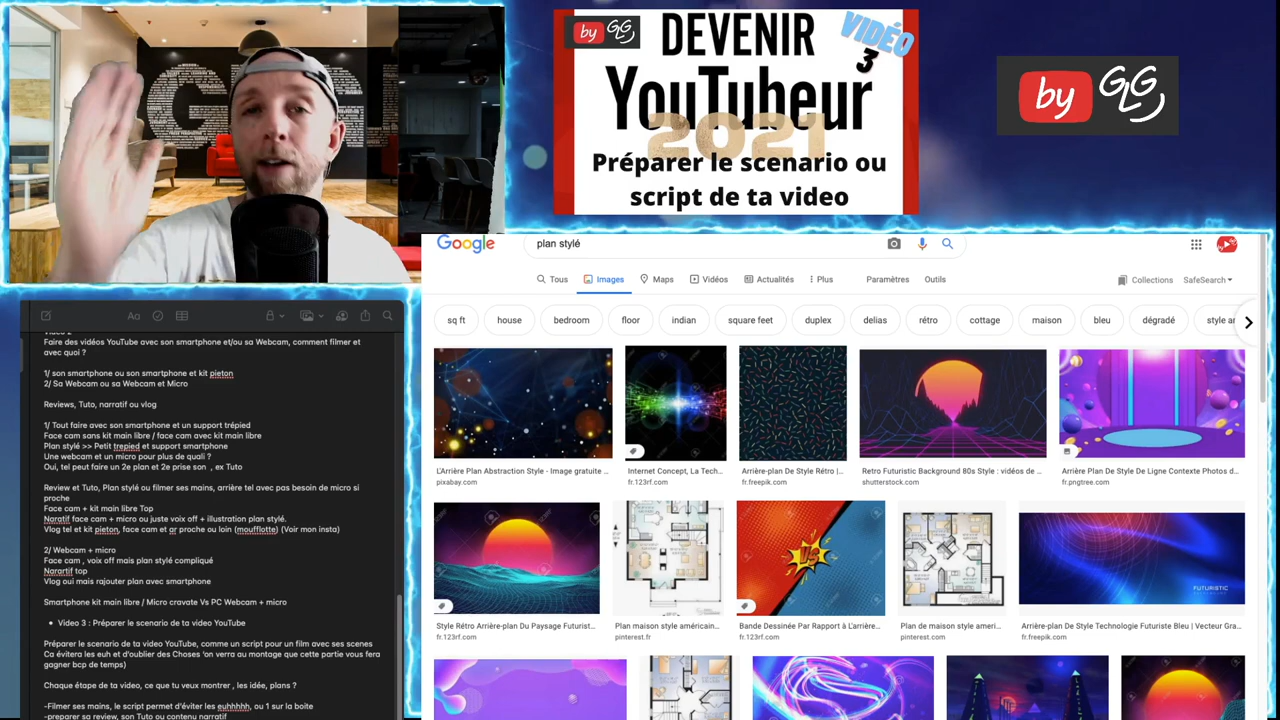 by GLG
DEVENIR
VIDÉO
3
YouTubeur
2021
Préparer le scenario ou
script de ta video
by GLG
Google
plan stylé
Tous
Images
Maps
Vidéos
Actualités
Plus
Paramètres
Outils
Collections
SafeSearch
sq ft
house
bedroom
floor
indian
square feet
duplex
delias
rétro
cottage
maison
bleu
dégradé
style ar
L'Arrière Plan Abstraction Style - Image gratuite ...
pixabay.com
Internet Concept, La Tech...
fr.123rf.com
Arrière-plan De Style Rétro |...
fr.freepik.com
Retro Futuristic Background 80s Style : vidéos de ...
shutterstock.com
Arrière Plan De Style De Ligne Contexte Photos d...
fr.pngtree.com
VS
FUTURISTIC
Style Rétro Arrière-plan Du Paysage Futurist...
fr.123rf.com
Plan maison style américain...
pinterest.fr
Bande Dessinée Par Rapport à L'arrière...
fr.123rf.com
Plan de maison style ameri...
pinterest.com
Arrière-plan De Style Technologie Futuriste Bleu | Vecteur Gra...
fr.freepik.com
Aa
Video 2
Faire des vidéos YouTube avec son smartphone et/ou sa Webcam, comment filmer et
avec quoi ?
1/ son smartphone ou son smartphone et kit pieton
2/ Sa Webcam ou sa Webcam et Micro
Reviews, Tuto, narratif ou vlog
1/ Tout faire avec son smartphone et un support trépied
Face cam sans kit main libre / face cam avec kit main libre
Plan stylé >> Petit trepied et support smartphone
Une webcam et un micro pour plus de quali ?
Oui, tel peut faire un 2e plan et 2e prise son , ex Tuto
Review et Tuto, Plan stylé ou filmer ses mains, arrière tel avec pas besoin de micro si
proche
Face cam + kit main libre Top
Naratif face cam + micro ou juste voix off + illustration plan stylé.
Vlog tel et kit pieton, face cam et ar proche ou loin (moufflotte) (Voir mon insta)
2/ Webcam + micro
Face cam , voix off mais plan stylé compliqué
Narartif top
Vlog oui mais rajouter plan avec smartphone
Smartphone kit main libre / Micro cravate Vs PC Webcam + micro
• Video 3 : Préparer le scenario de ta video YouTube
Préparer le scenario de ta video YouTube, comme un script pour un film avec ses scenes
Ca évitera les euh et d'oublier des Choses 'on verra au montage que cette partie vous fera
gagner bcp de temps)
Chaque étape de ta video, ce que tu veux montrer , les idée, plans ?
-Filmer ses mains, le script permet d'éviter les euhhhhh, ou 1 sur la boite
-preparer sa review, son Tuto ou contenu narratif